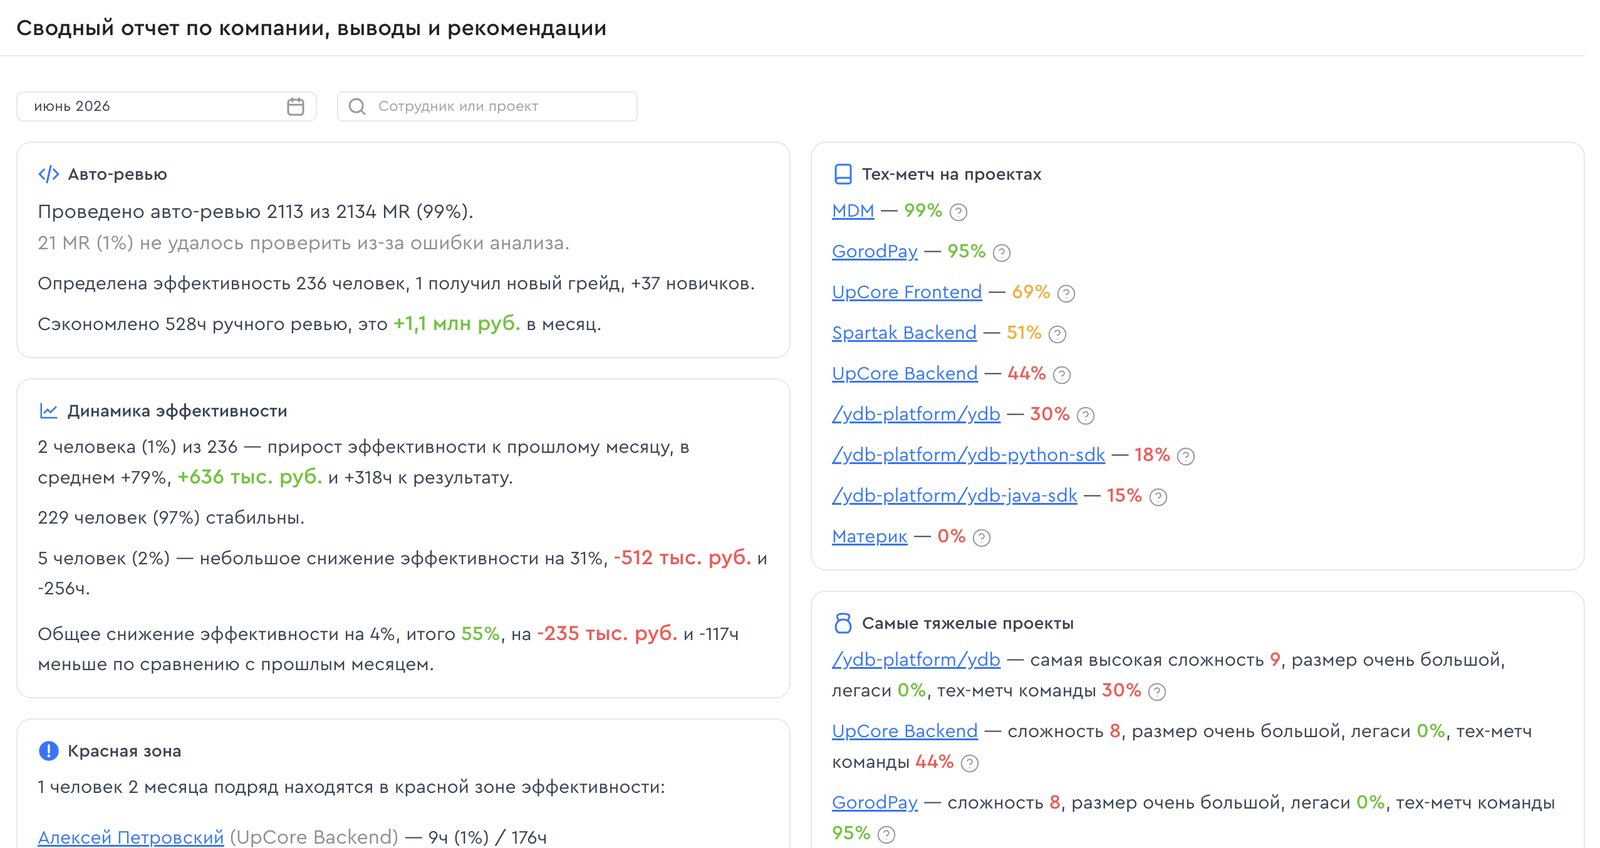 Сводный отчет по компании, выводы и рекомендации
июнь 2026
Сотрудник или проект
Авто-ревью
Проведено авто-ревью 2113 из 2134 MR (99%).
21 MR (1%) не удалось проверить из-за ошибки анализа.
Определена эффективность 236 человек, 1 получил новый грейд, +37 новичков.
Сэкономлено 528ч ручного ревью, это +1,1 млн руб. в месяц.
Динамика эффективности
2 человека (1%) из 236 — прирост эффективности к прошлому месяцу, в
среднем +79%, +636 тыс. руб. и +318ч к результату.
229 человек (97%) стабильны.
5 человек (2%) — небольшое снижение эффективности на 31%, -512 тыс. руб. и
-256ч.
Общее снижение эффективности на 4%, итого 55%, на -235 тыс. руб. и -117ч
меньше по сравнению с прошлым месяцем.
Красная зона
1 человек 2 месяца подряд находятся в красной зоне эффективности:
Алексей Петровский (UpCore Backend) — 9ч (1%) / 176ч
Тех-метч на проектах
MDM — 99% ?
GorodPay — 95% ?
UpCore Frontend — 69% ?
Spartak Backend — 51% ?
UpCore Backend — 44% ?
/ydb-platform/ydb — 30% ?
/ydb-platform/ydb-python-sdk — 18% ?
/ydb-platform/ydb-java-sdk — 15% ?
Материк — 0% ?
Самые тяжелые проекты
/ydb-platform/ydb — самая высокая сложность 9, размер очень большой,
легаси 0%, тех-метч команды 30% ?
UpCore Backend — сложность 8, размер очень большой, легаси 0%, тех-метч
команды 44% ?
GorodPay — сложность 8, размер очень большой, легаси 0%, тех-метч команды
95% ?